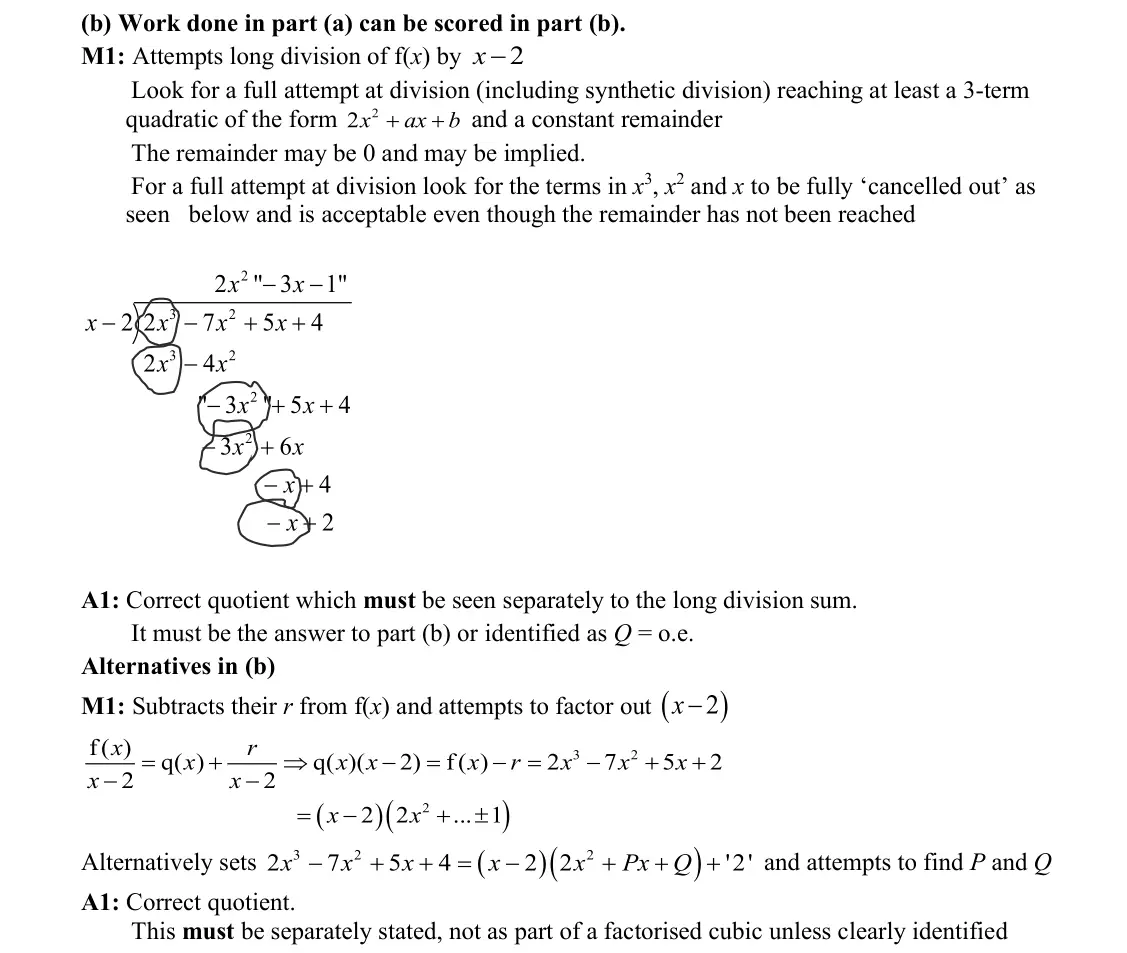 (b) Work done in part (a) can be scored in part (b).
M1: Attempts long division of f(x) by x − 2
Look for a full attempt at division (including synthetic division) reaching at least a 3-term
quadratic of the form 2x² + ax + b and a constant remainder
The remainder may be 0 and may be implied.
For a full attempt at division look for the terms in x³, x² and x to be fully ‘cancelled out’ as
seen below and is acceptable even though the remainder has not been reached
2x² "− 3x − 1"
x − 2)2x³ − 7x² + 5x + 4
2x³ − 4x²
"− 3x² "+ 5x + 4
− 3x² + 6x
− x + 4
− x + 2
A1: Correct quotient which must be seen separately to the long division sum.
It must be the answer to part (b) or identified as Q = o.e.
Alternatives in (b)
M1: Subtracts their r from f(x) and attempts to factor out (x − 2)
f(x)/(x − 2) = q(x) + r/(x − 2) ⇒ q(x)(x − 2) = f(x) − r = 2x³ − 7x² + 5x + 2
= (x − 2)(2x² + ... ± 1)
Alternatively sets 2x³ − 7x² + 5x + 4 = (x − 2)(2x² + Px + Q) + '2' and attempts to find P and Q
A1: Correct quotient.
This must be separately stated, not as part of a factorised cubic unless clearly identified